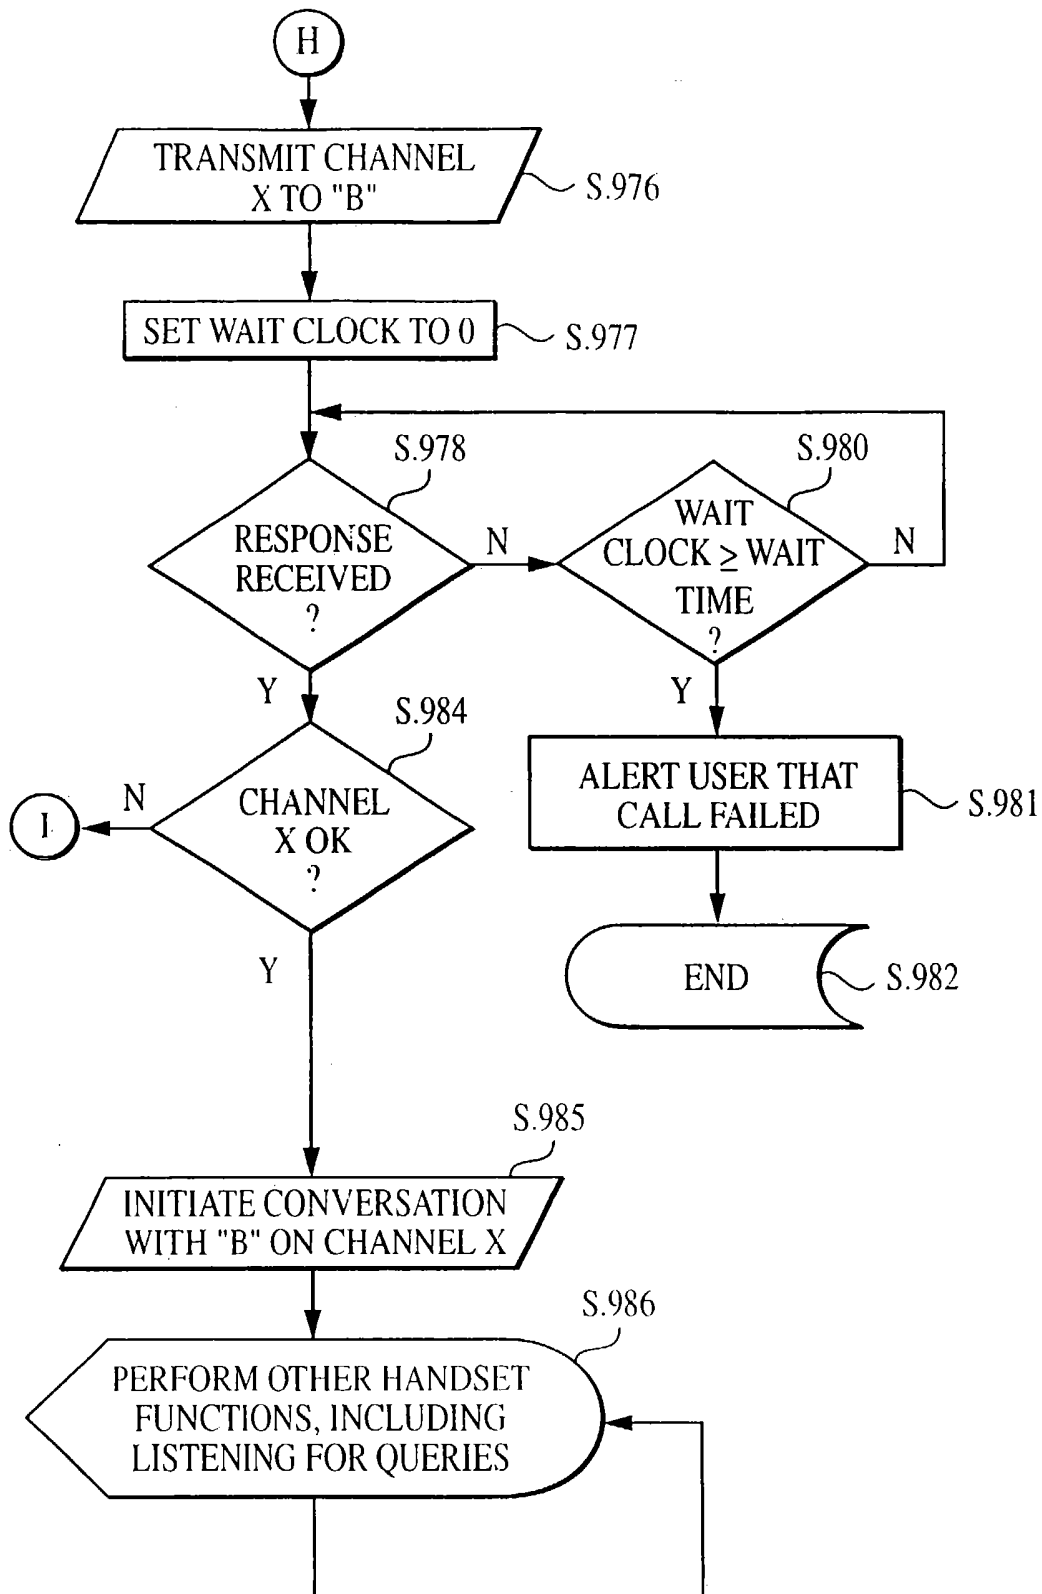 H
TRANSMIT CHANNEL
X TO "B"
S.976
SET WAIT CLOCK TO 0
S.977
S.978
RESPONSE
RECEIVED
?
N
Y
S.980
WAIT
CLOCK ≥ WAIT
TIME
?
N
Y
ALERT USER THAT
CALL FAILED
S.981
END
S.982
S.984
CHANNEL
X OK
?
N
I
Y
S.985
INITIATE CONVERSATION
WITH "B" ON CHANNEL X
S.986
PERFORM OTHER HANDSET
FUNCTIONS, INCLUDING
LISTENING FOR QUERIES